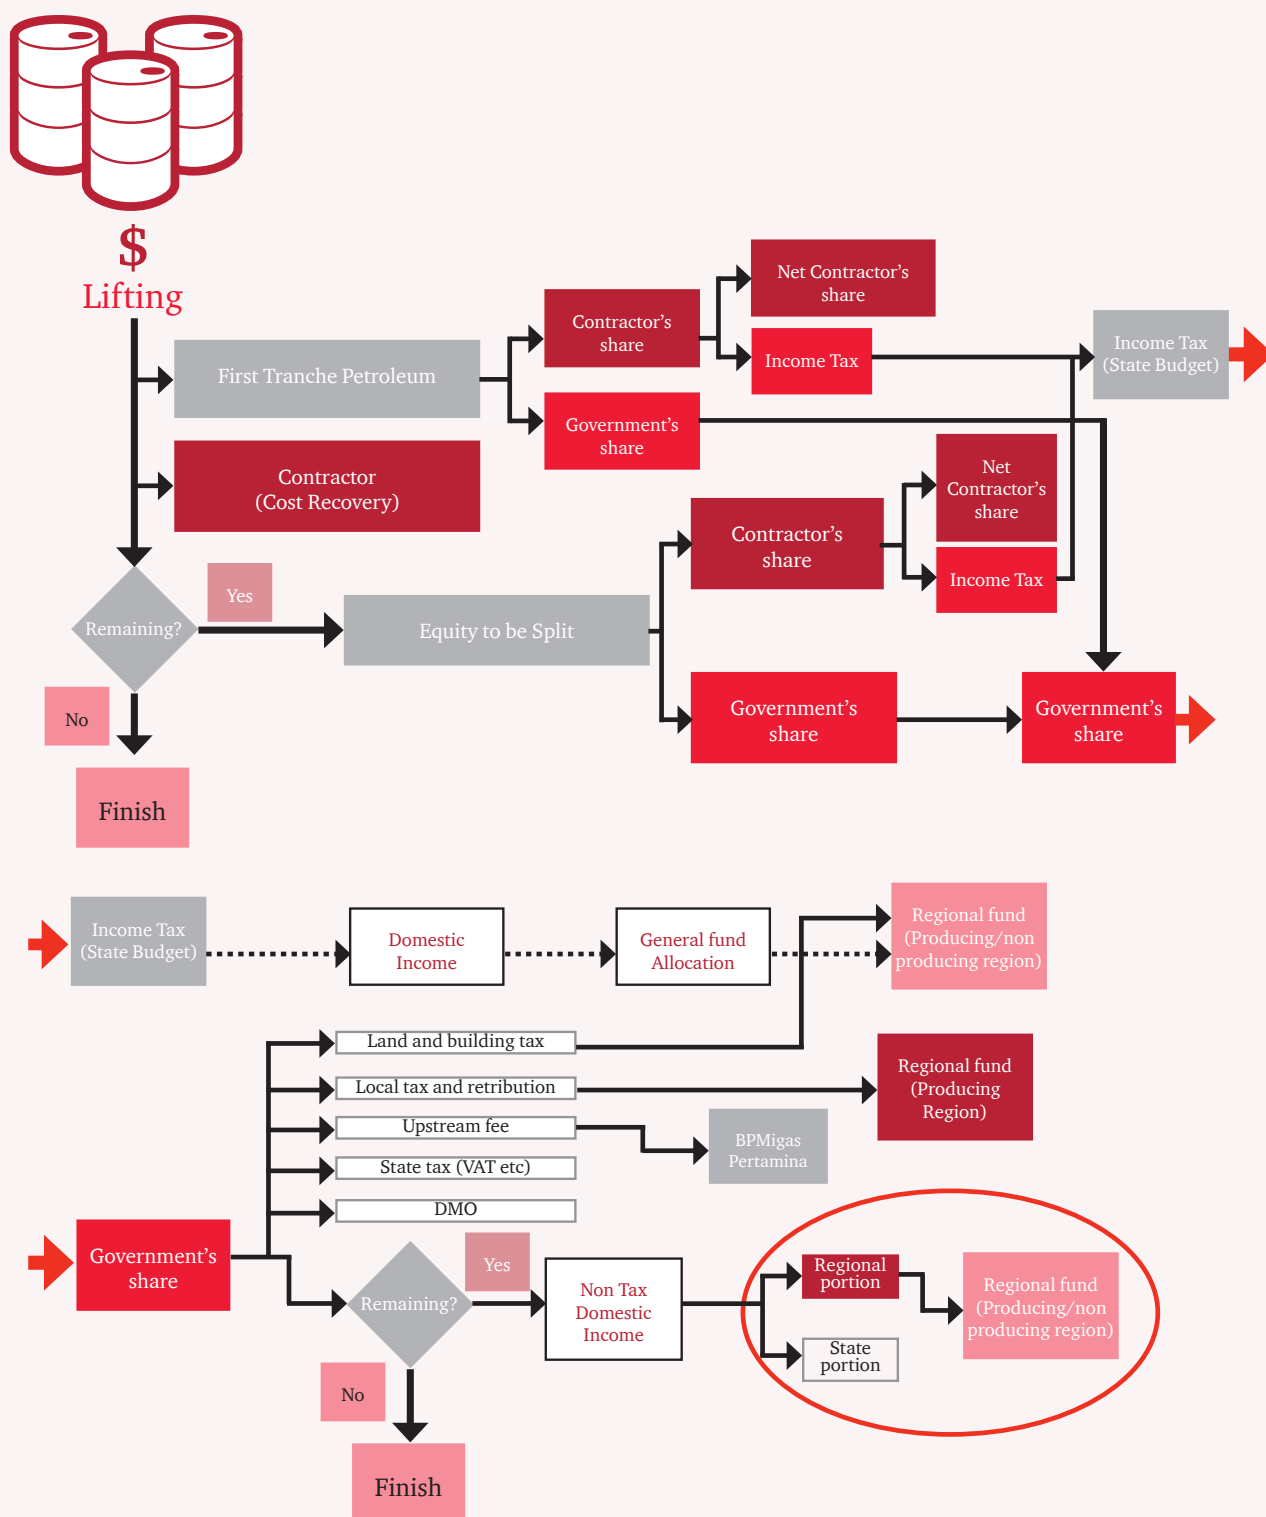 $
Lifting
First Tranche Petroleum
Contractor's
share
Net Contractor's
share
Income Tax
Income Tax
(State Budget)
Government's
share
Contractor
(Cost Recovery)
Net
Contractor's
share
Contractor's
share
Income Tax
Yes
Remaining?
Equity to be Split
No
Government's
share
Government's
share
Finish
Income Tax
(State Budget)
Domestic
Income
General fund
Allocation
Regional fund
(Producing/non
producing region)
Land and building tax
Local tax and retribution
Regional fund
(Producing
Region)
Upstream fee
BPMigas
Pertamina
State tax (VAT etc)
DMO
Government's
share
Remaining?
Yes
Non Tax
Domestic
Income
Regional
portion
Regional fund
(Producing/non
producing region)
State
portion
No
Finish